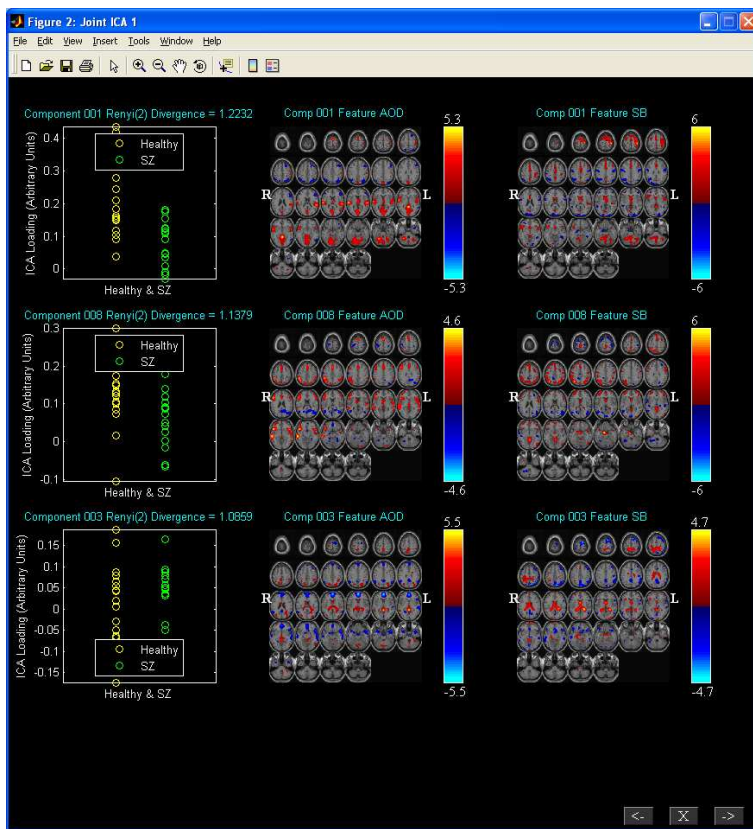 Figure 2: Joint ICA 1
File Edit View Insert Tools Window Help
Component 001 Renyi(2) Divergence = 1.2232
Comp 001 Feature AOD
Comp 001 Feature SB
ICA Loading (Arbitrary Units)
0.4
0.3
0.2
0.1
0
Healthy
SZ
Healthy & SZ
R
L
5.3
-5.3
6
-6
Component 008 Renyi(2) Divergence = 1.1379
Comp 008 Feature AOD
Comp 008 Feature SB
ICA Loading (Arbitrary Units)
0.3
0.2
0.1
0
-0.1
Healthy
SZ
Healthy & SZ
R
L
4.6
-4.6
6
-6
Component 003 Renyi(2) Divergence = 1.0859
Comp 003 Feature AOD
Comp 003 Feature SB
ICA Loading (Arbitrary Units)
0.15
0.1
0.05
0
-0.05
-0.1
-0.15
Healthy
SZ
Healthy & SZ
R
L
5.5
-5.5
4.7
-4.7
<- X ->